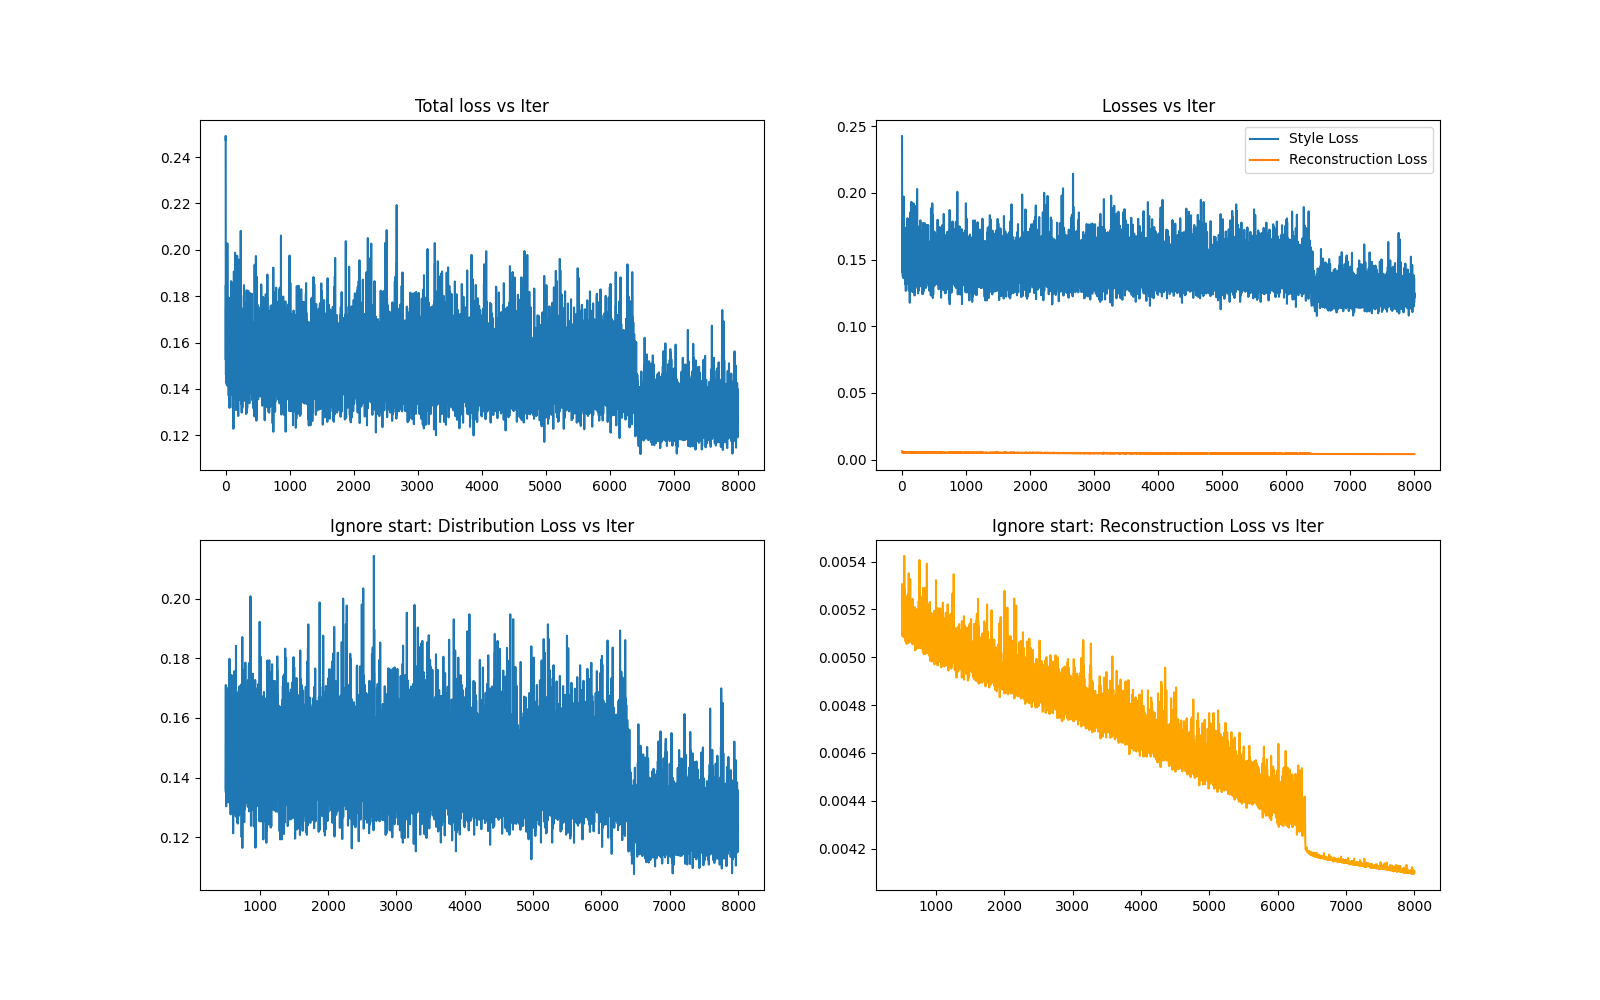 Total loss vs Iter
0.24
0.22
0.20
0.18
0.16
0.14
0.12
0 1000 2000 3000 4000 5000 6000 7000 8000
Losses vs Iter
Style Loss
Reconstruction Loss
0.25
0.20
0.15
0.10
0.05
0.00
0 1000 2000 3000 4000 5000 6000 7000 8000
Ignore start: Distribution Loss vs Iter
0.20
0.18
0.16
0.14
0.12
1000 2000 3000 4000 5000 6000 7000 8000
Ignore start: Reconstruction Loss vs Iter
0.0054
0.0052
0.0050
0.0048
0.0046
0.0044
0.0042
1000 2000 3000 4000 5000 6000 7000 8000